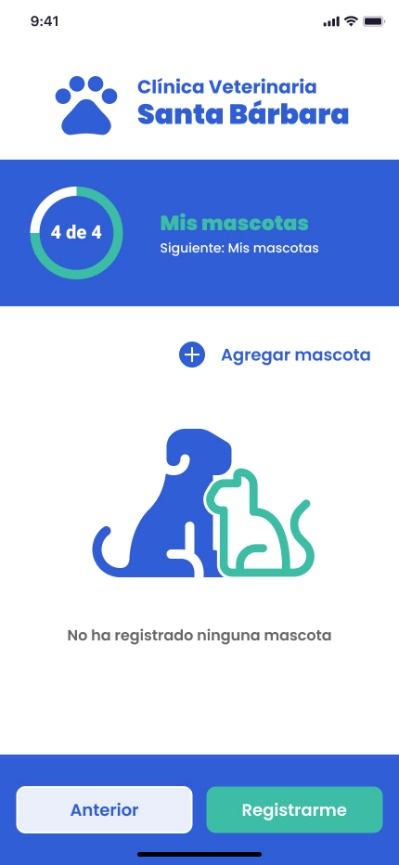 9:41
Clínica Veterinaria
Santa Bárbara
4 de 4
Mis mascotas
Siguiente: Mis mascotas
Agregar mascota
No ha registrado ninguna mascota
Anterior
Registrarme